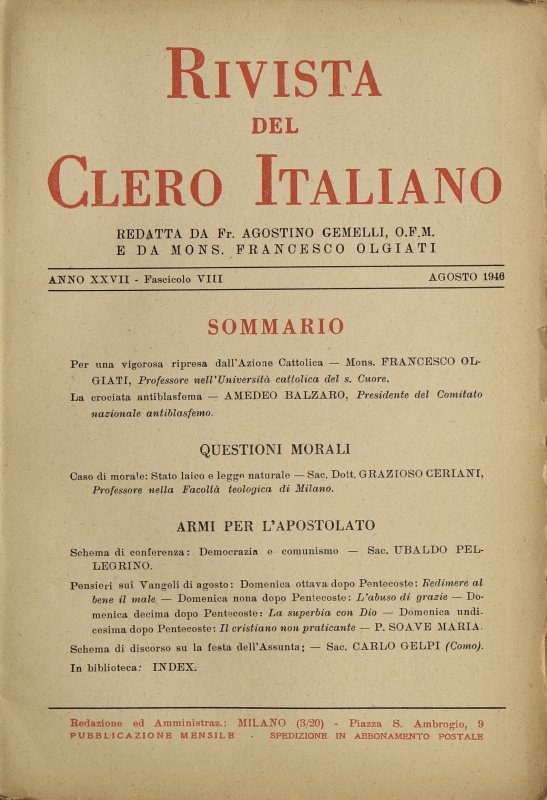 RIVISTA
DEL
CLERO ITALIANO
REDATTA DA Fr. AGOSTINO GEMELLI, O.F.M.
E DA MONS. FRANCESCO OLGIATI
ANNO XXVII - Fascicolo VIII AGOSTO 1946
SOMMARIO
Per una vigorosa ripresa dall'Azione Cattolica — Mons. FRANCESCO OL-
GIATI, Professore nell'Università cattolica del s. Cuore.
La crociata antiblasfema — AMEDEO BALZARO, Presidente del Comitato
nazionale antiblasfemo.
QUESTIONI MORALI
Caso di morale: Stato laico e legge naturale — Sac. Dott. GRAZIOSO CERIANI,
Professore nella Facoltà teologica di Milano.
ARMI PER L'APOSTOLATO
Schema di conferenza: Democrazia e comunismo — Sac. UBALDO PEL-
LEGRINO.
Pensieri sui Vangeli di agosto: Domenica ottava dopo Pentecoste: Redimere al
bene il male — Domenica nona dopo Pentecoste: L'abuso di grazie — Do-
menica decima dopo Pentecoste: La superbia con Dio — Domenica undi-
cesima dopo Pentecoste: Il cristiano non praticante — P. SOAVE MARIA.
Schema di discorso su la festa dell'Assunta; — Sac. CARLO GELPI (Como).
In biblioteca: INDEX.
Redazione ed Amministraz.: MILANO (3/20) - Piazza S. Ambrogio, 9
PUBBLICAZIONE MENSILE - SPEDIZIONE IN ABBONAMENTO POSTALE